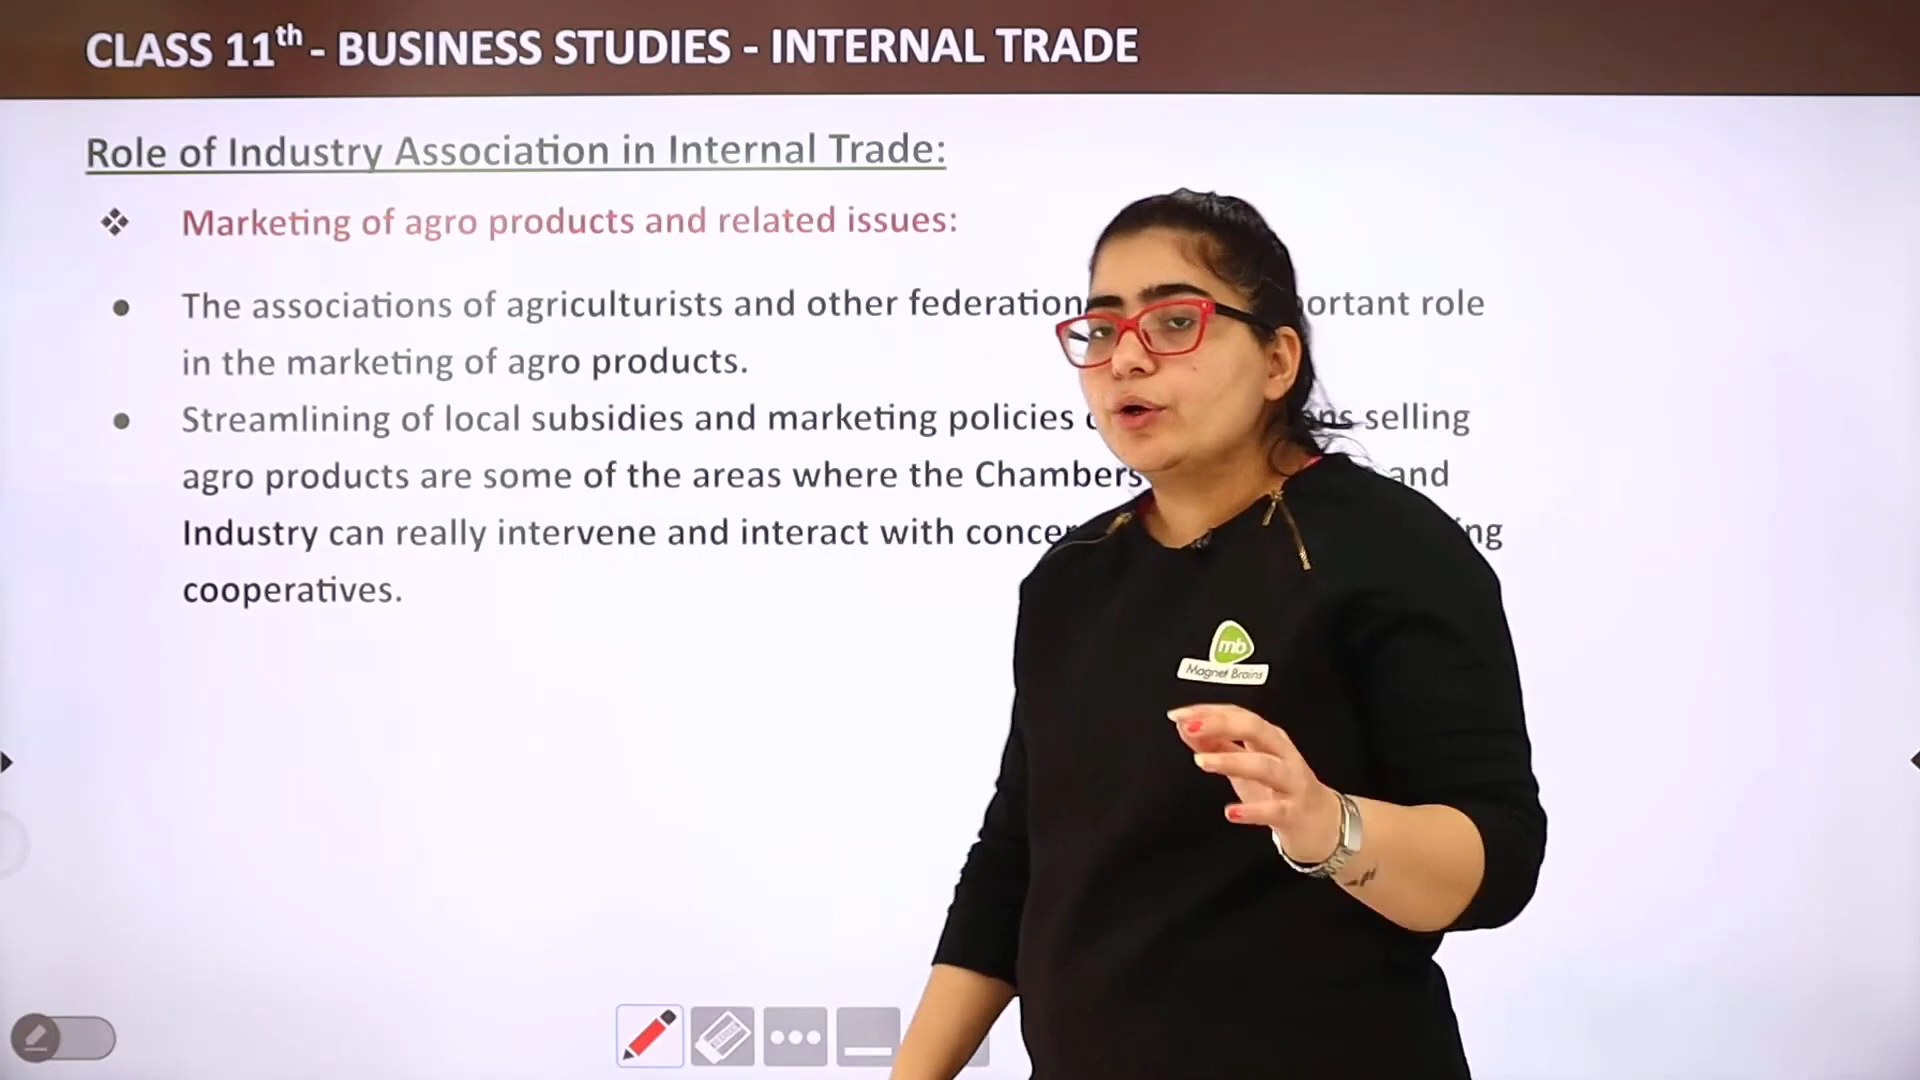 CLASS 11th - BUSINESS STUDIES - INTERNAL TRADE
Role of Industry Association in Internal Trade:
Marketing of agro products and related issues:
The associations of agriculturists and other federation ortant role
in the marketing of agro products.
Streamlining of local subsidies and marketing policies selling
agro products are some of the areas where the Chambers and
Industry can really intervene and interact with conce ng
cooperatives.
mb
Magnet Brains